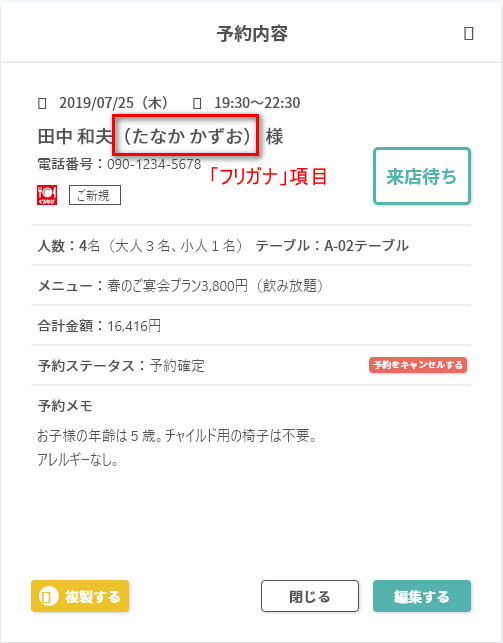 予約内容
2019/07/25（木） 19:30～22:30
田中 和夫（たなか かずお） 様
電話番号：090-1234-5678
「フリガナ」項目
来店待ち
ぐるなび
ご新規
人数：4名（大人３名、小人１名） テーブル：A-02テーブル
メニュー：春のご宴会プラン3,800円（飲み放題）
合計金額：16,416円
予約ステータス：予約確定
予約をキャンセルする
予約メモ
お子様の年齢は５歳。チャイルド用の椅子は不要。
アレルギーなし。
複製する
閉じる
編集する